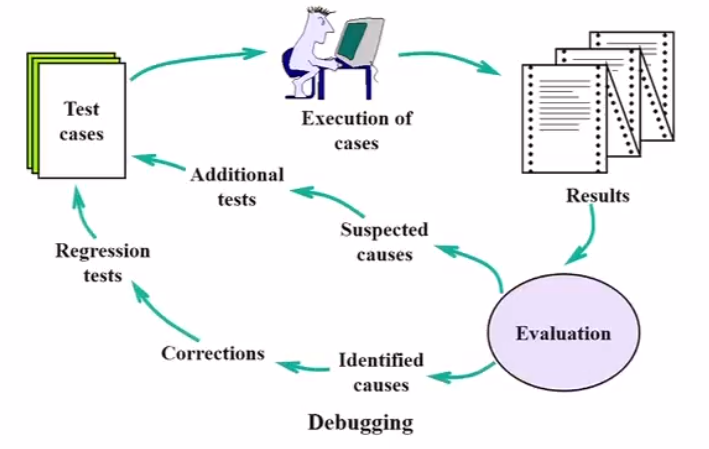 Test
cases
Execution of
cases
Results
Additional
tests
Suspected
causes
Regression
tests
Evaluation
Corrections
Identified
causes
Debugging